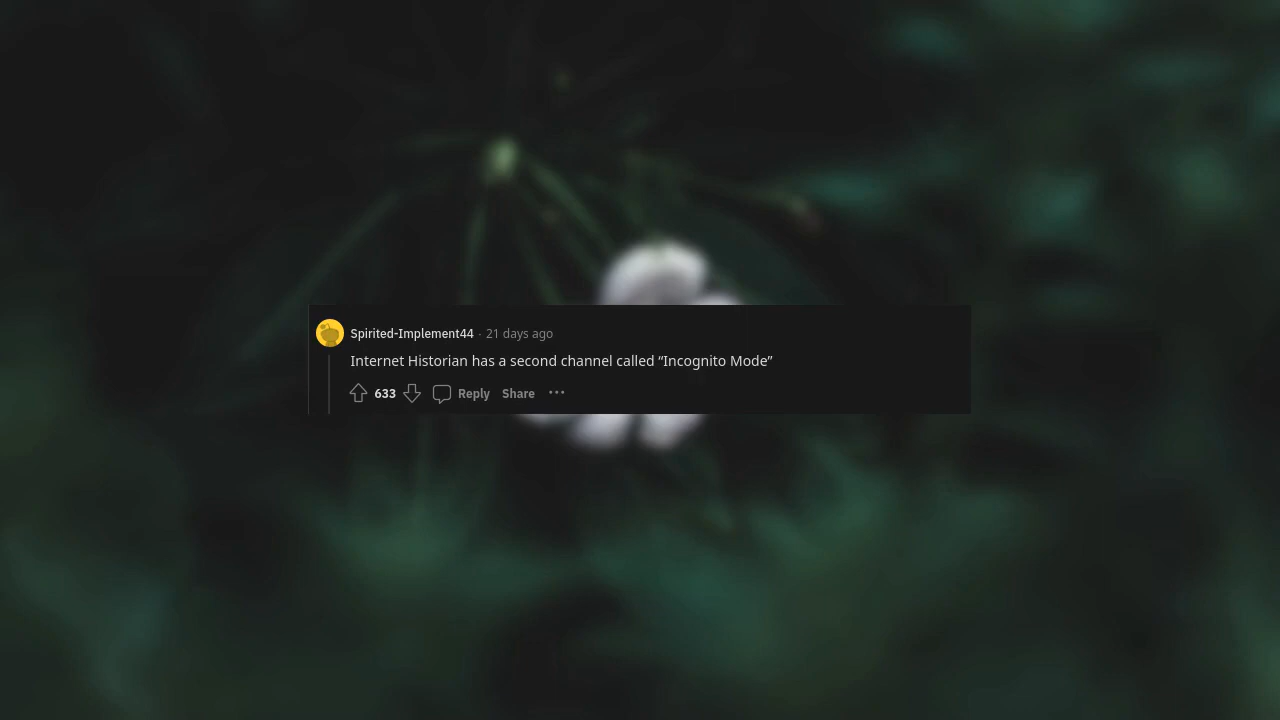 Spirited-Implement44 · 21 days ago
Internet Historian has a second channel called “Incognito Mode”
633 Reply Share ···